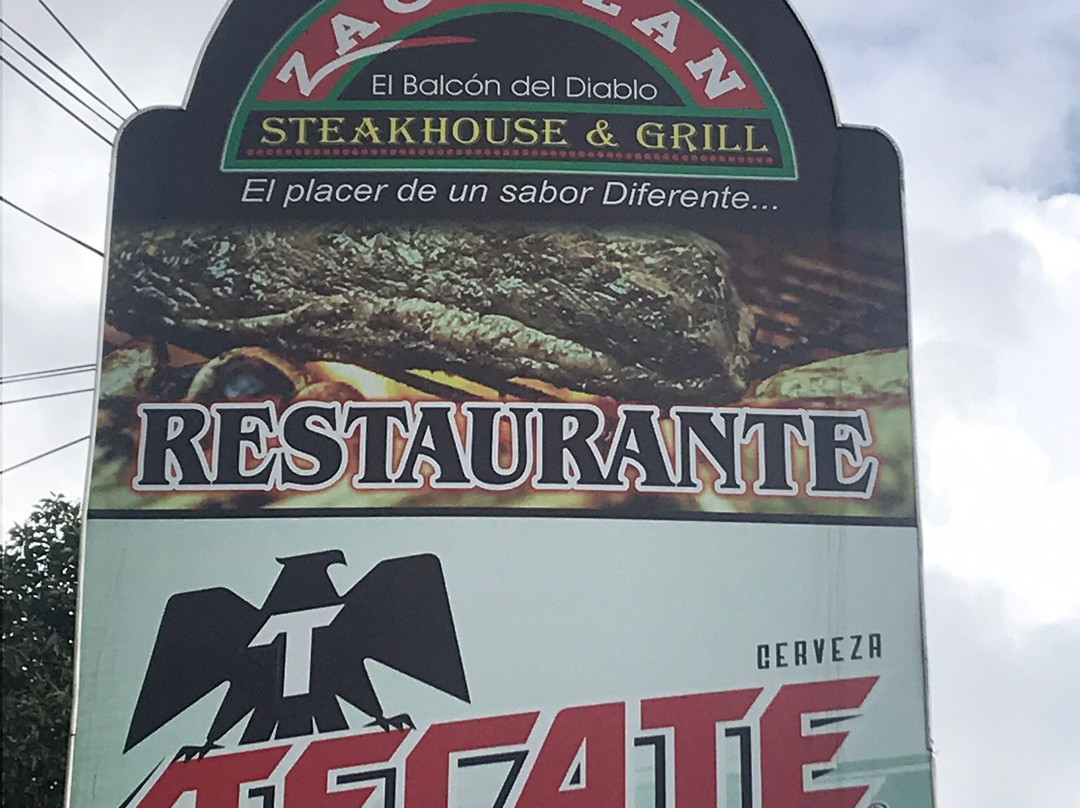 El Balcón del Diablo
STEAKHOUSE & GRILL
El placer de un sabor Diferente...
RESTAURANTE
T
CERVEZA
TECATE